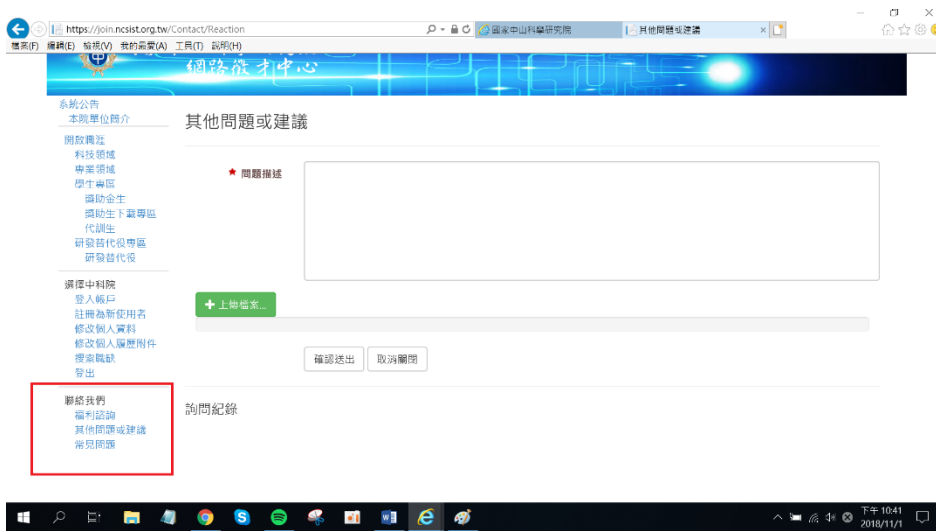 https://join.ncsist.org.tw/Contact/Reaction
國家中山科學研究院
其他問題或建議
檔案(F) 編輯(E) 檢視(V) 我的最愛(A) 工具(T) 說明(H)
網路徵才中心
系統公告
本院單位簡介
開啟職涯
科技領域
專業領域
學生專區
獎助金生
獎助生下載專區
代訓生
研發替代役專區
研發替代役
選擇中科院
登入帳戶
註冊為新使用者
修改個人資料
修改個人履歷附件
搜索職缺
登出
聯絡我們
福利諮詢
其他問題或建議
常見問題
其他問題或建議
* 問題描述
+ 上傳檔案...
確認送出 取消關閉
詢問紀錄
下午 10:41
2018/11/1